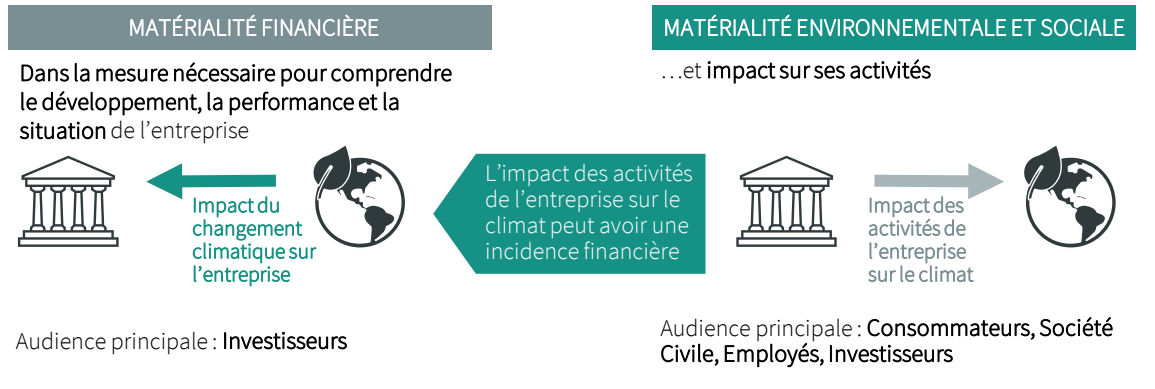 MATÉRIALITÉ FINANCIÈRE
Dans la mesure nécessaire pour comprendre
le développement, la performance et la
situation de l'entreprise
Impact du
changement
climatique sur
l'entreprise
Audience principale : Investisseurs
L'impact des activités
de l'entreprise sur le
climat peut avoir une
incidence financière
MATÉRIALITÉ ENVIRONNEMENTALE ET SOCIALE
…et impact sur ses activités
Impact des
activités de
l'entreprise
sur le climat
Audience principale : Consommateurs, Société
Civile, Employés, Investisseurs